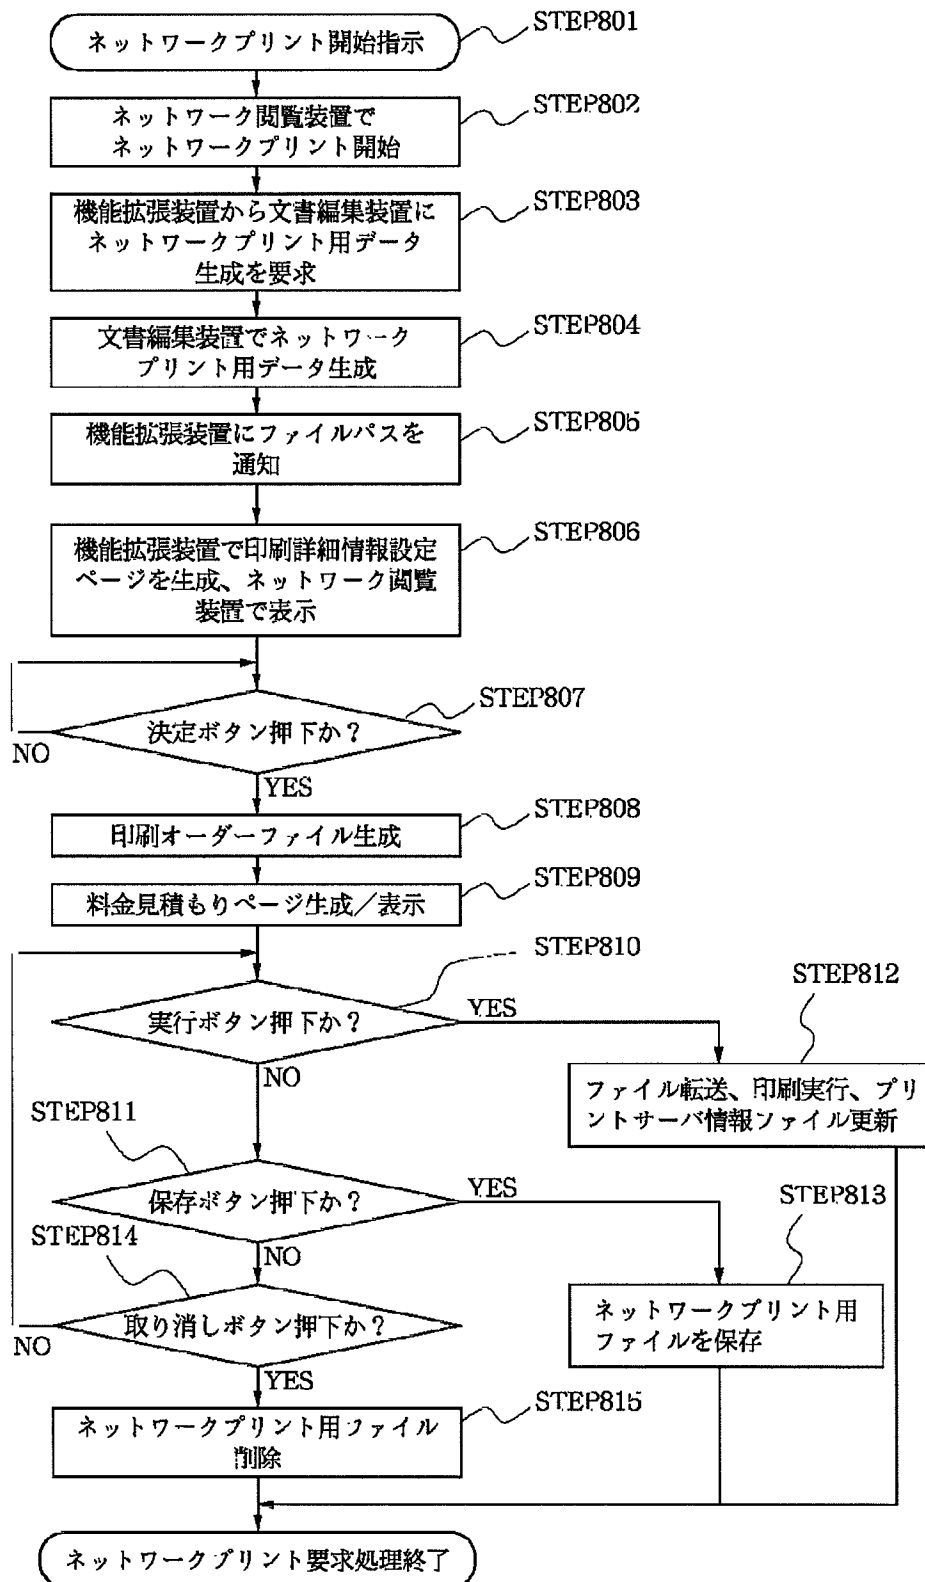 ネットワークプリント開始指示
STEP801
ネットワーク閲覧装置で
ネットワークプリント開始
STEP802
機能拡張装置から文書編集装置に
ネットワークプリント用データ
生成を要求
STEP803
文書編集装置でネットワーク
プリント用データ生成
STEP804
機能拡張装置にファイルパスを
通知
STEP805
機能拡張装置で印刷詳細情報設定
ページを生成、ネットワーク閲覧
装置で表示
STEP806
STEP807
決定ボタン押下か?
NO
YES
印刷オーダーファイル生成
STEP808
料金見積もりページ生成/表示
STEP809
STEP810
実行ボタン押下か?
YES
NO
STEP812
ファイル転送、印刷実行、プリ
ントサーバ情報ファイル更新
STEP811
保存ボタン押下か?
YES
NO
STEP813
ネットワークプリント用
ファイルを保存
STEP814
取り消しボタン押下か?
NO
YES
STEP815
ネットワークプリント用ファイル
削除
ネットワークプリント要求処理終了